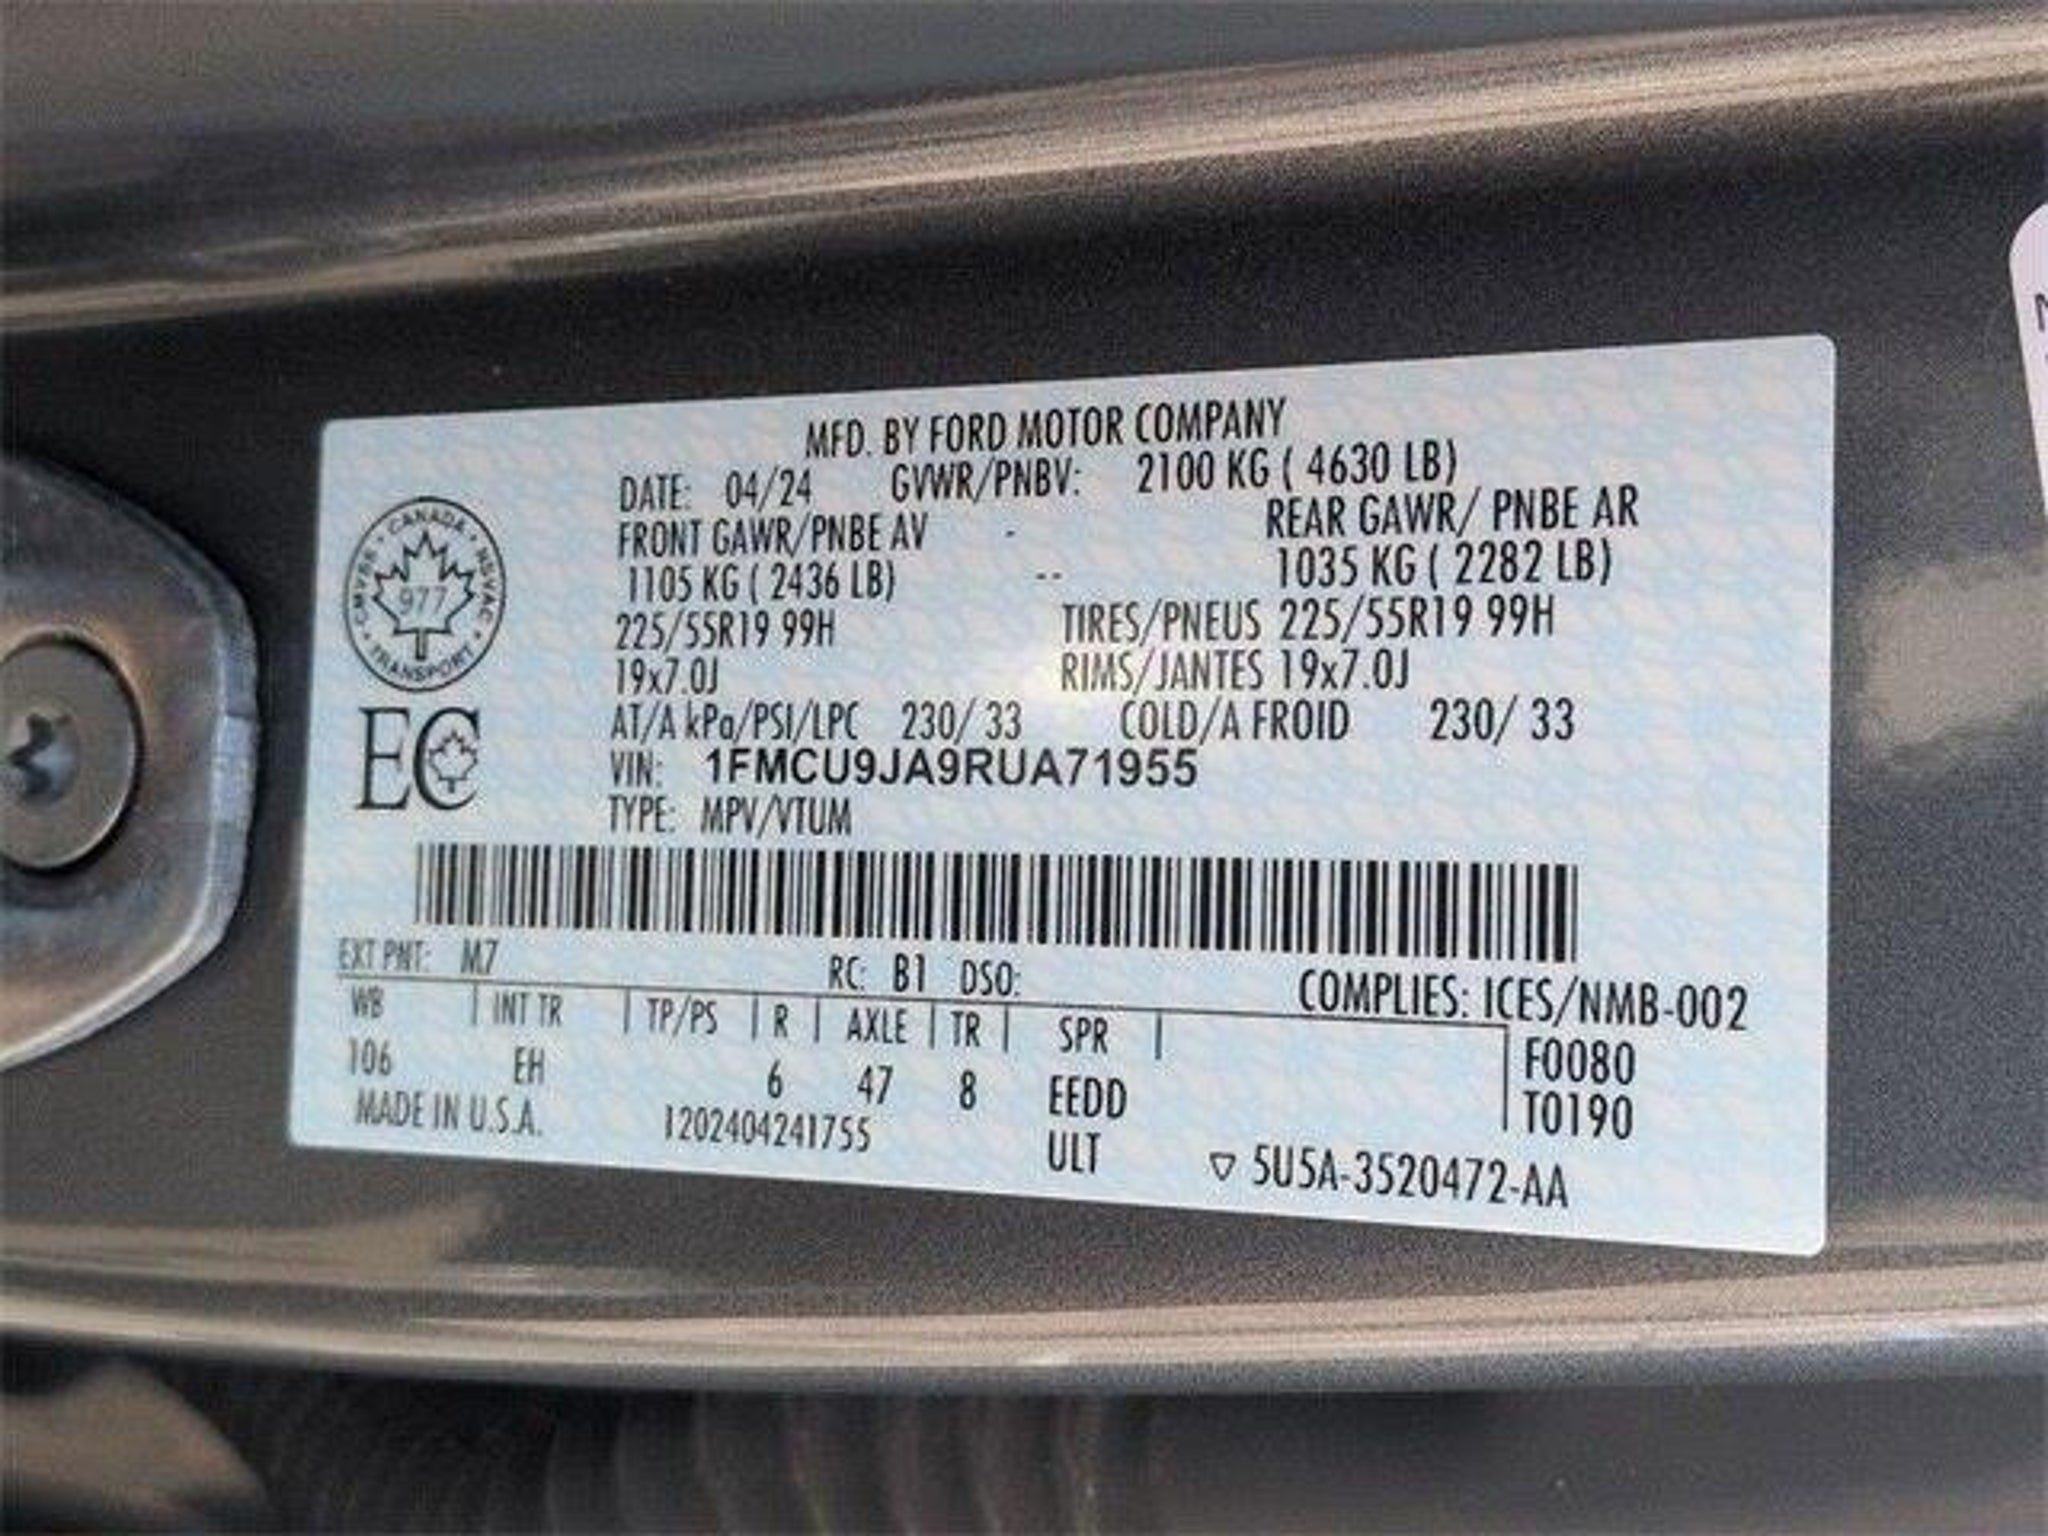 MFD. BY FORD MOTOR COMPANY
DATE: 04/24 GVWR/PNBV: 2100 KG ( 4630 LB)
FRONT GAWR/PNBE AV - REAR GAWR/ PNBE AR
1105 KG ( 2436 LB) -- 1035 KG ( 2282 LB)
225/55R19 99H TIRES/PNEUS 225/55R19 99H
19x7.0J RIMS/JANTES 19x7.0J
AT/A kPa/PSI/LPC 230/ 33 COLD/A FROID 230/ 33
VIN: 1FMCU9JA9RUA71955
TYPE: MPV/VTUM
CMVSS • CANADA • NSVAC • TRANSPORT
977
EC
EXT PNT: M7 RC: B1 DSO:
COMPLIES: ICES/NMB-002
WB | INT TR | TP/PS | R | AXLE | TR | SPR |
F0080
106 EH 6 47 8 EEDD
T0190
MADE IN U.S.A. 1202404241755 ULT
▽ 5U5A-3520472-AA